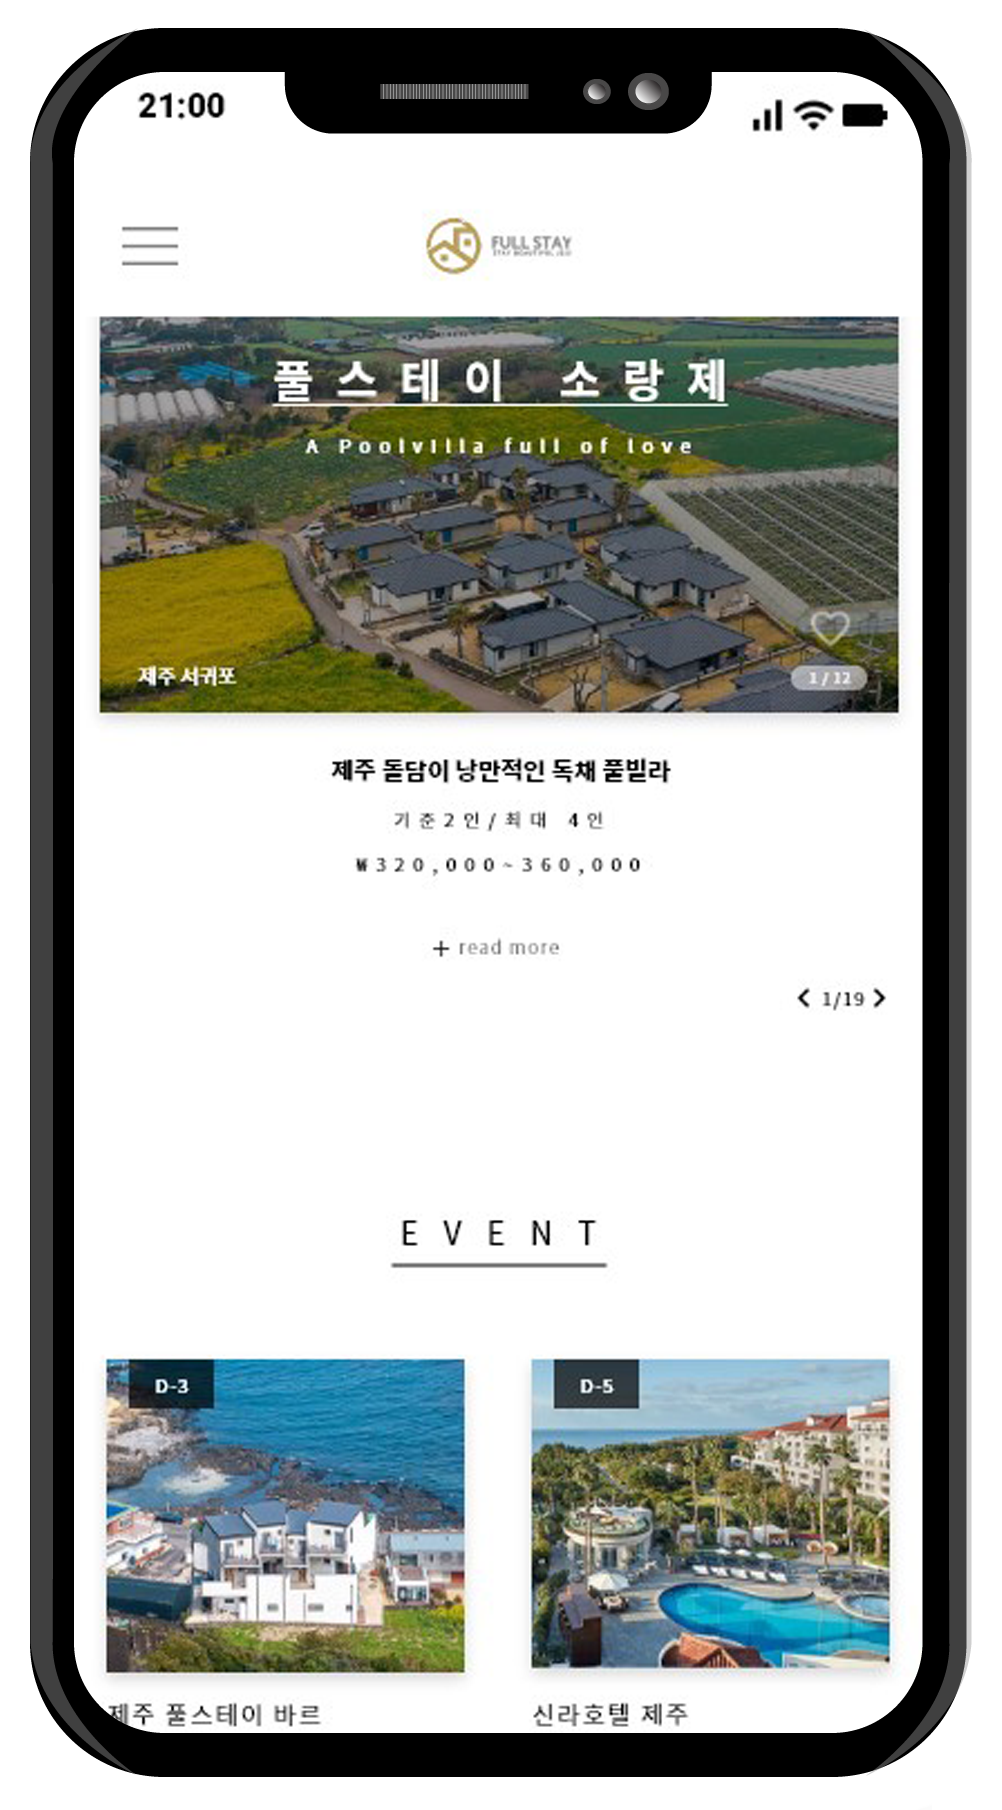 21:00
FULL STAY
풀스테이 소랑제
A Poolvilla full of love
제주 서귀포
1 / 12
제주 돌담이 낭만적인 독채 풀빌라
기준2인/최대 4인
₩320,000~360,000
+ read more
1/19
EVENT
D-3
D-5
제주 풀스테이 바르
신라호텔 제주